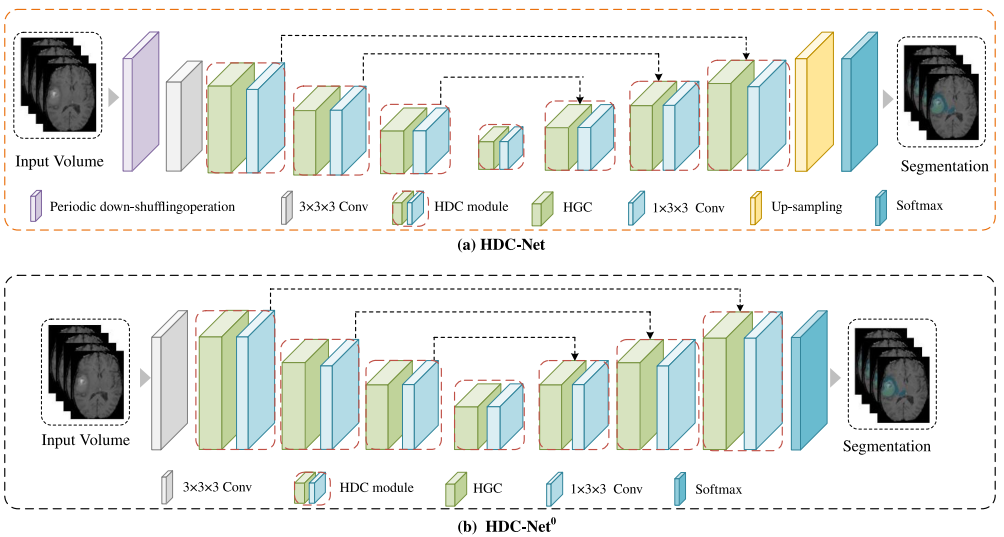 Input Volume
Segmentation
Periodic down-shufflingoperation
3×3×3 Conv
HDC module
HGC
1×3×3 Conv
Up-sampling
Softmax
(a) HDC-Net
Input Volume
Segmentation
3×3×3 Conv
HDC module
HGC
1×3×3 Conv
Softmax
(b) HDC-Net⁰